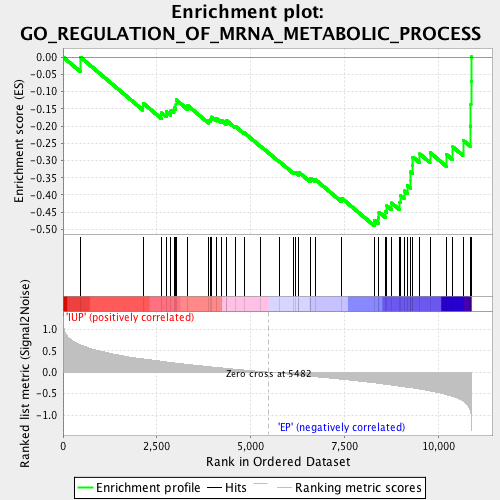 Enrichment plot:
GO_REGULATION_OF_MRNA_METABOLIC_PROCESS
Enrichment score (ES)
0.00
-0.05
-0.10
-0.15
-0.20
-0.25
-0.30
-0.35
-0.40
-0.45
-0.50
'IUP' (positively correlated)
Ranked list metric (Signal2Noise)
1.0
0.5
0.0
-0.5
-1.0
Zero cross at 5482
'EP' (negatively correlated)
0
2,500
5,000
7,500
10,000
Rank in Ordered Dataset
Enrichment profile
Hits
Ranking metric scores